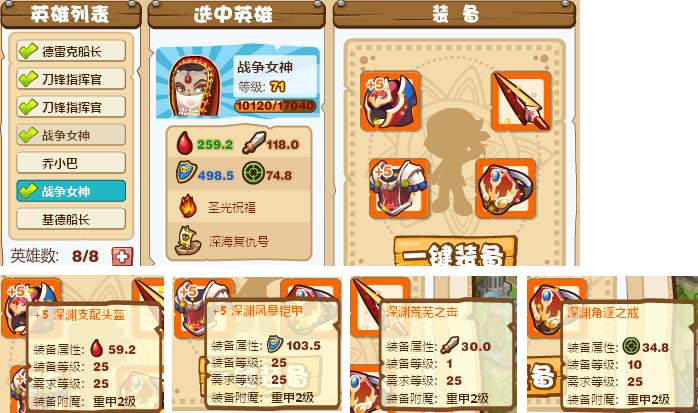 英雄列表
德雷克船长
刀锋指挥官
刀锋指挥官
战争女神
乔小巴
战争女神
基德船长
英雄数: 8/8
选中英雄
战争女神
等级: 71
10120/17040
259.2 118.0
498.5 74.8
圣光祝福
深海复仇号
装 备
+5
+5
一键装备
+5
+5 深渊支配头盔
装备属性: 59.2
装备等级: 25
需求等级: 25
装备附魔: 重甲2级
+5
+5 深渊风暴铠甲
装备属性: 103.5
装备等级: 25
需求等级: 25
装备附魔: 重甲2级
深渊荒芜之击
装备属性: 30.0
装备等级: 1
需求等级: 25
装备附魔: 重甲2级
深渊角逐之戒
装备属性: 34.8
装备等级: 10
需求等级: 25
装备附魔: 重甲2级